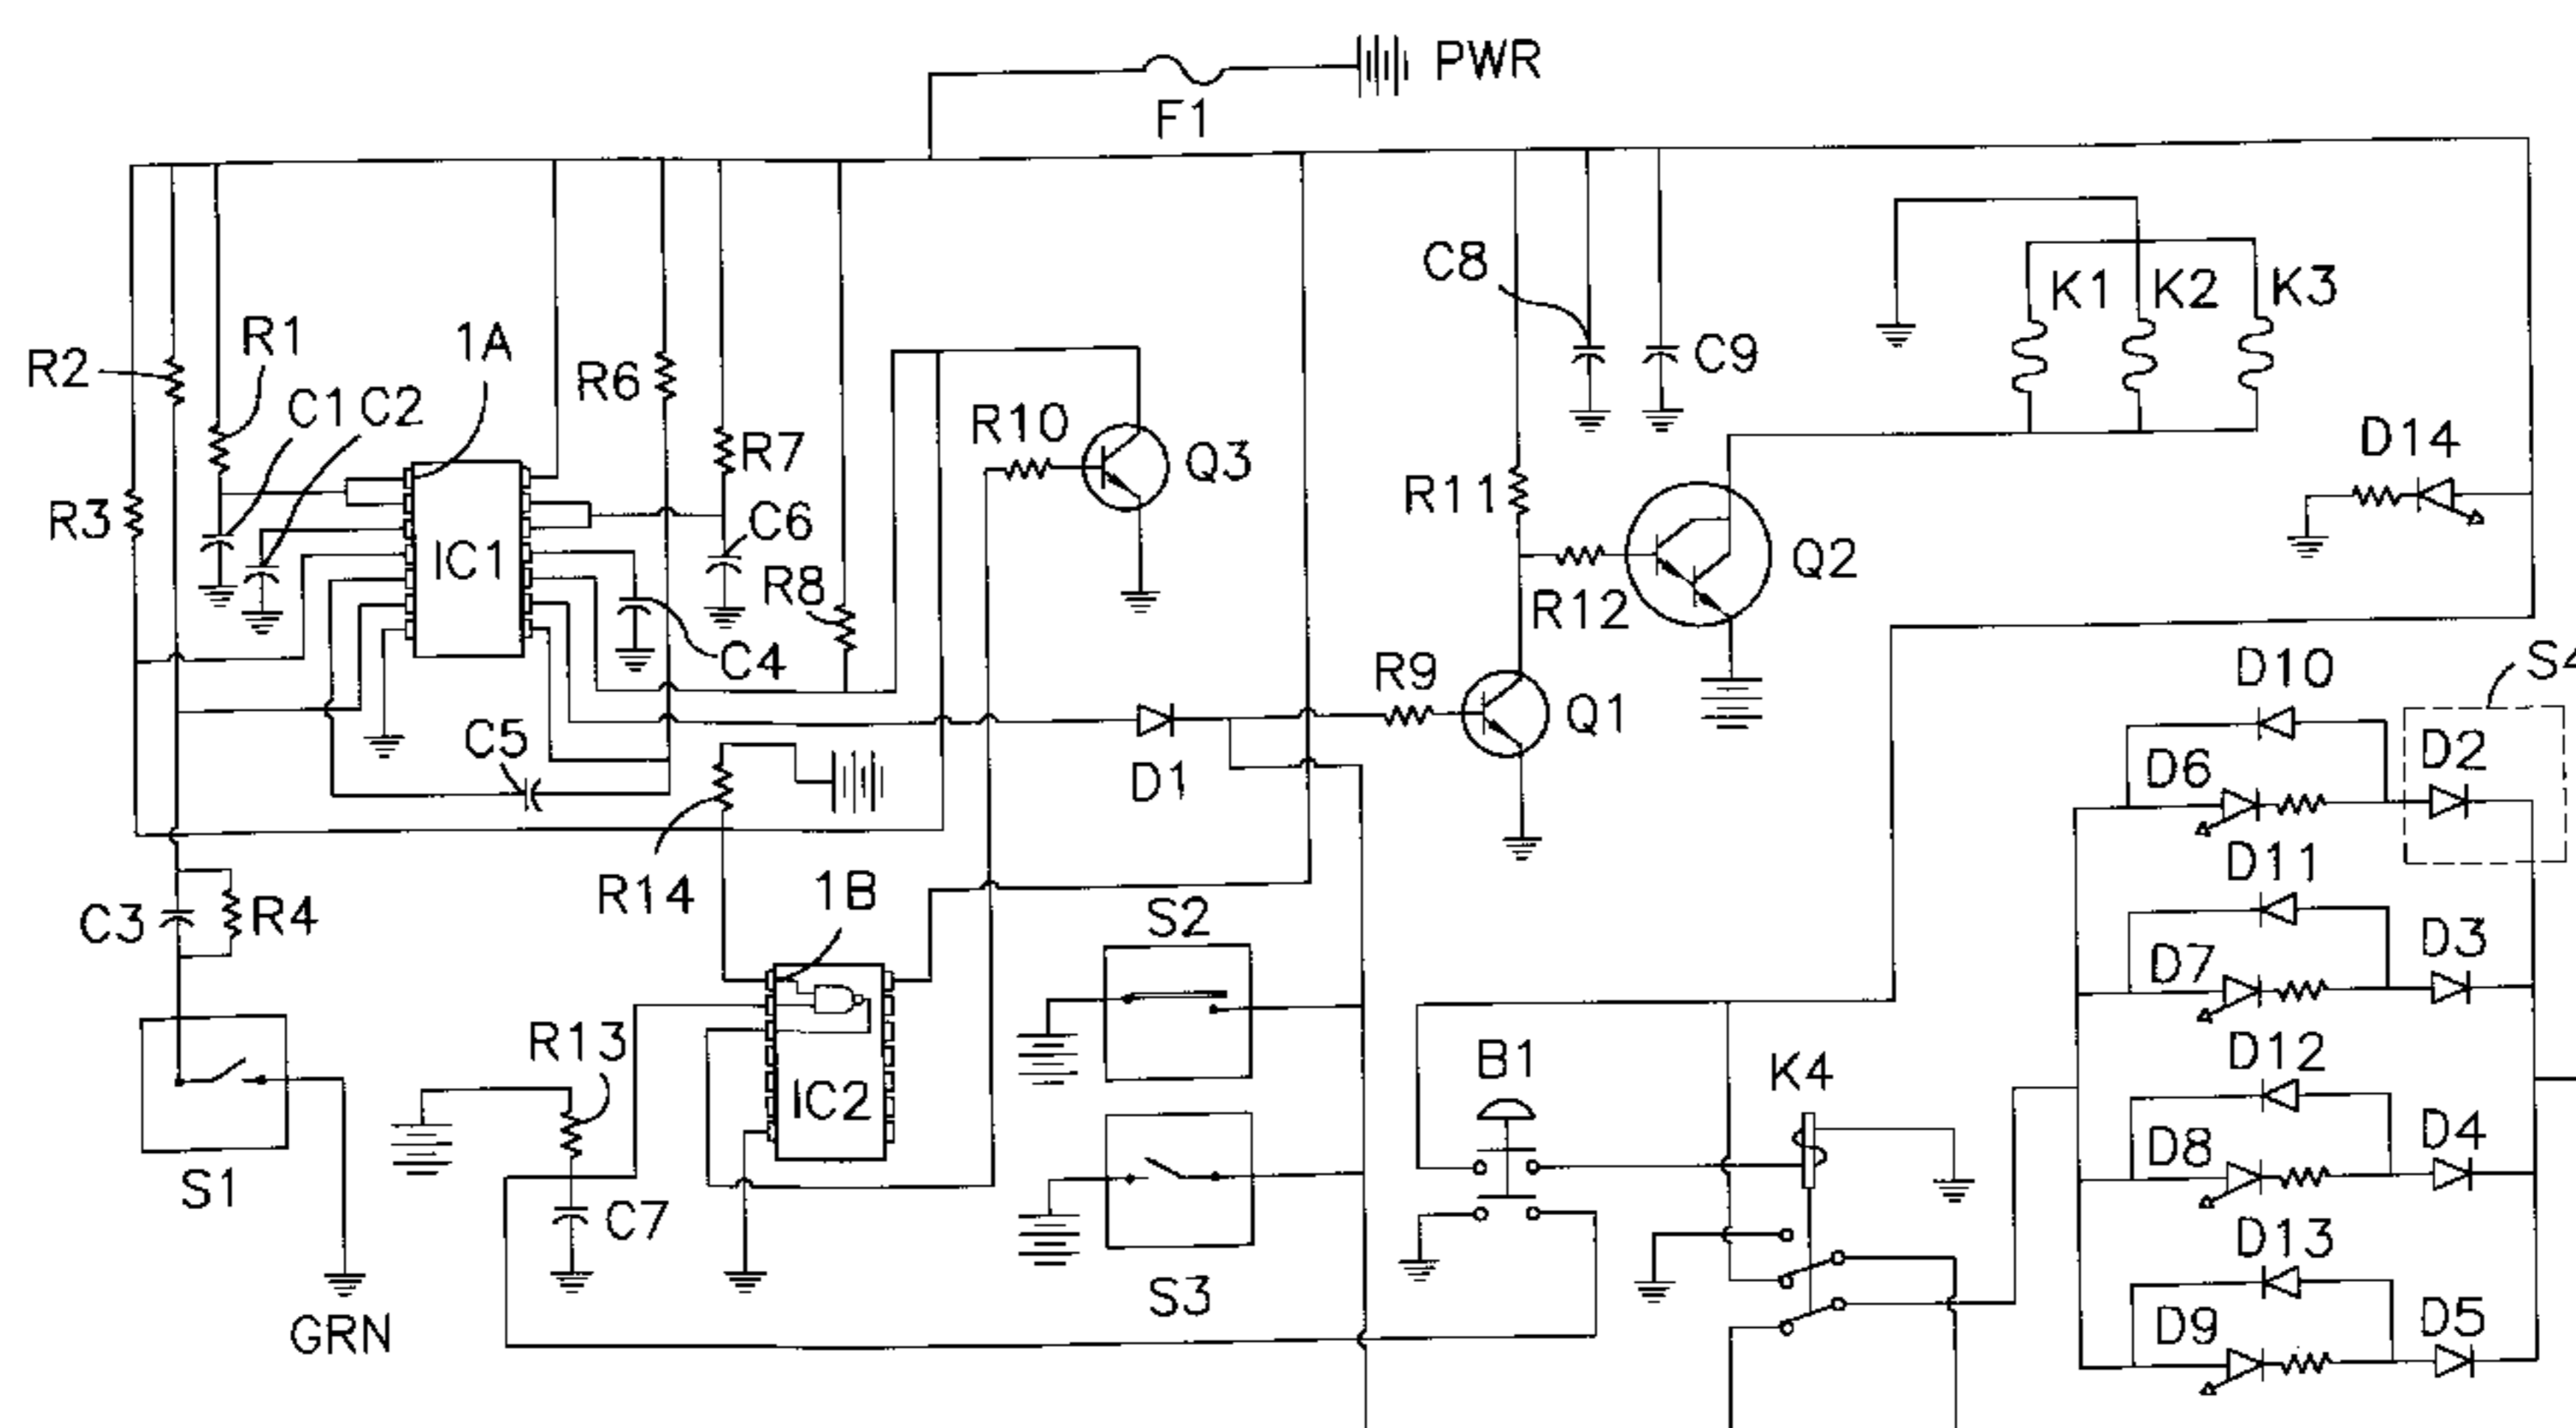 PWR
F1
C8
K1
K2
K3
R1
1A
R2
C1
C2
R6
C9
R10
D14
R7
Q3
R11
R3
C6
IC1
Q2
R8
R12
C4
R9
D10
S4
Q1
C5
D2
D1
D6
D11
R14
1B
C3
R4
S2
D3
D7
R13
B1
D12
K4
IC2
D8
D4
S1
C7
D13
S3
GRN
D9
D5